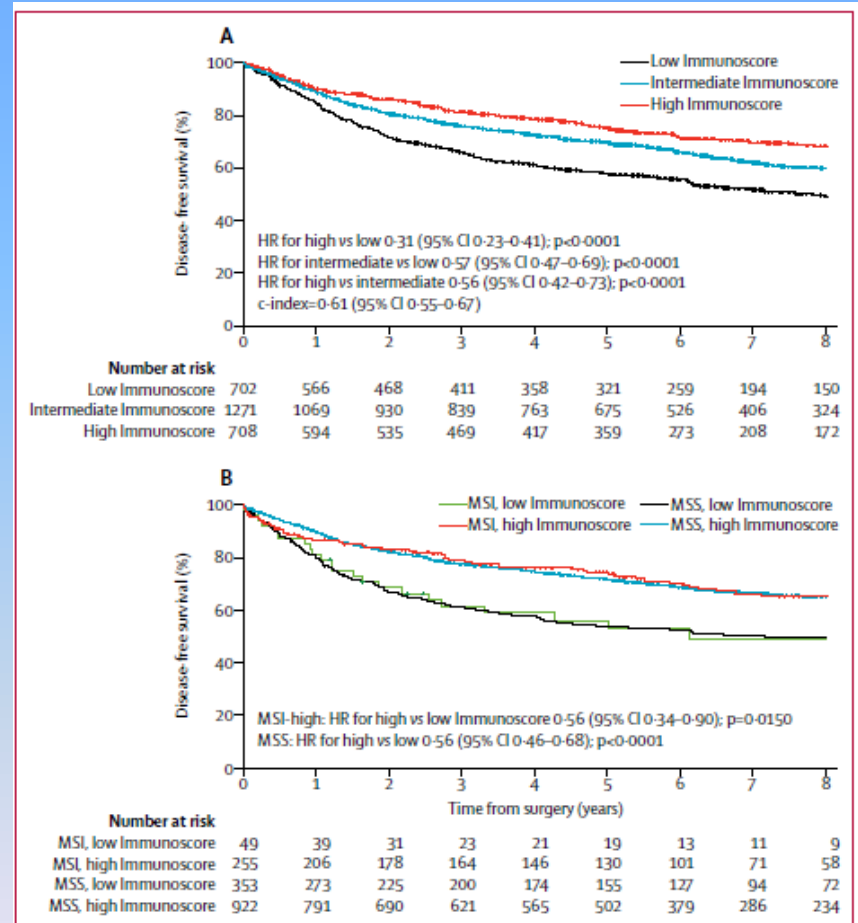 A
Disease-free survival (%)
100
80
60
40
20
0
Low Immunoscore
Intermediate Immunoscore
High Immunoscore
HR for high vs low 0·31 (95% CI 0·23–0·41); p<0·0001
HR for intermediate vs low 0·57 (95% CI 0·47–0·69); p<0·0001
HR for high vs intermediate 0·56 (95% CI 0·42–0·73); p<0·0001
c-index=0·61 (95% CI 0·55–0·67)
0 1 2 3 4 5 6 7 8
Number at risk
Low Immunoscore 702 566 468 411 358 321 259 194 150
Intermediate Immunoscore 1271 1069 930 839 763 675 526 406 324
High Immunoscore 708 594 535 469 417 359 273 208 172
B
Disease-free survival (%)
100
80
60
40
20
0
MSI, low Immunoscore MSS, low Immunoscore
MSI, high Immunoscore MSS, high Immunoscore
MSI-high: HR for high vs low Immunoscore 0·56 (95% CI 0·34–0·90); p=0·0150
MSS: HR for high vs low 0·56 (95% CI 0·46–0·68); p<0·0001
0 1 2 3 4 5 6 7 8
Time from surgery (years)
Number at risk
MSI, low Immunoscore 49 39 31 23 21 19 13 11 9
MSI, high Immunoscore 255 206 178 164 146 130 101 71 58
MSS, low Immunoscore 353 273 225 200 174 155 127 94 72
MSS, high Immunoscore 922 791 690 621 565 502 379 286 234